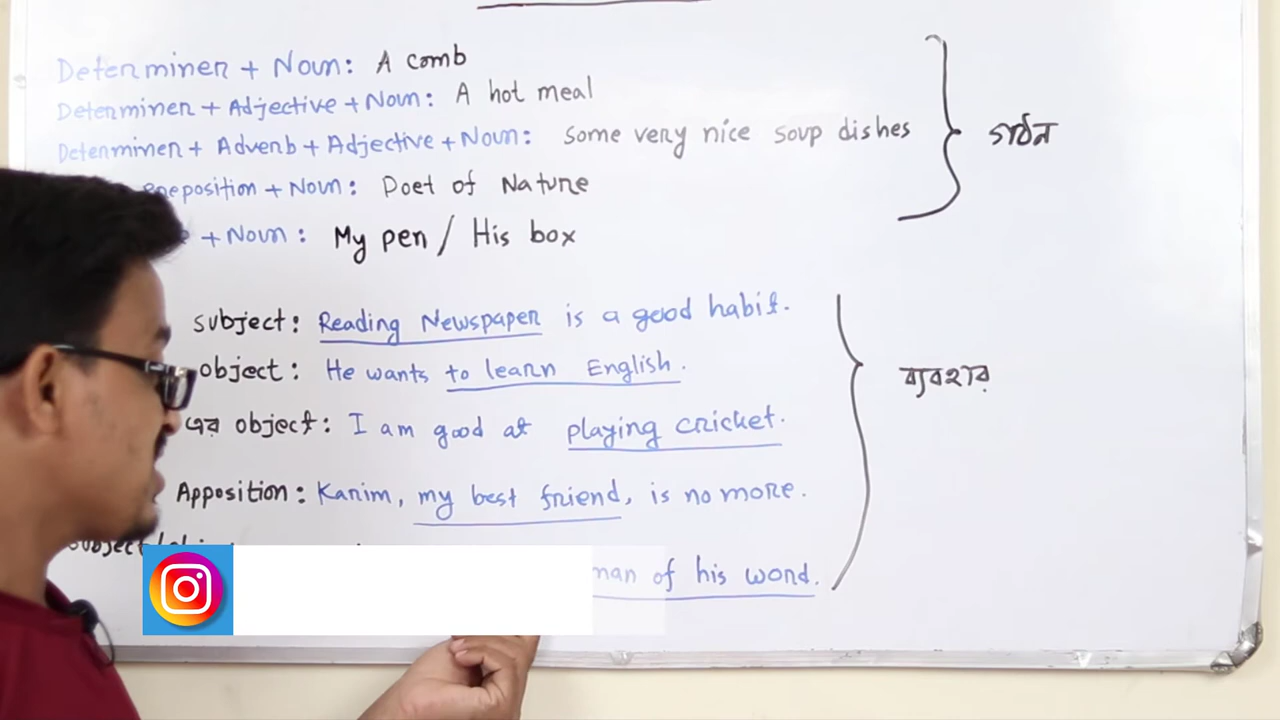 Determiner + Noun: A comb
Determiner + Adjective + Noun: A hot meal
Determiner + Adverb + Adjective + Noun: some very nice soup dishes
গঠন
Preposition + Noun: Poet of Nature
+ Noun: My pen / His box
subject: Reading Newspaper is a good habit.
object: He wants to learn English.
ব্যবহার
এর object: I am good at playing cricket.
Apposition: Karim, my best friend, is no more.
man of his word.